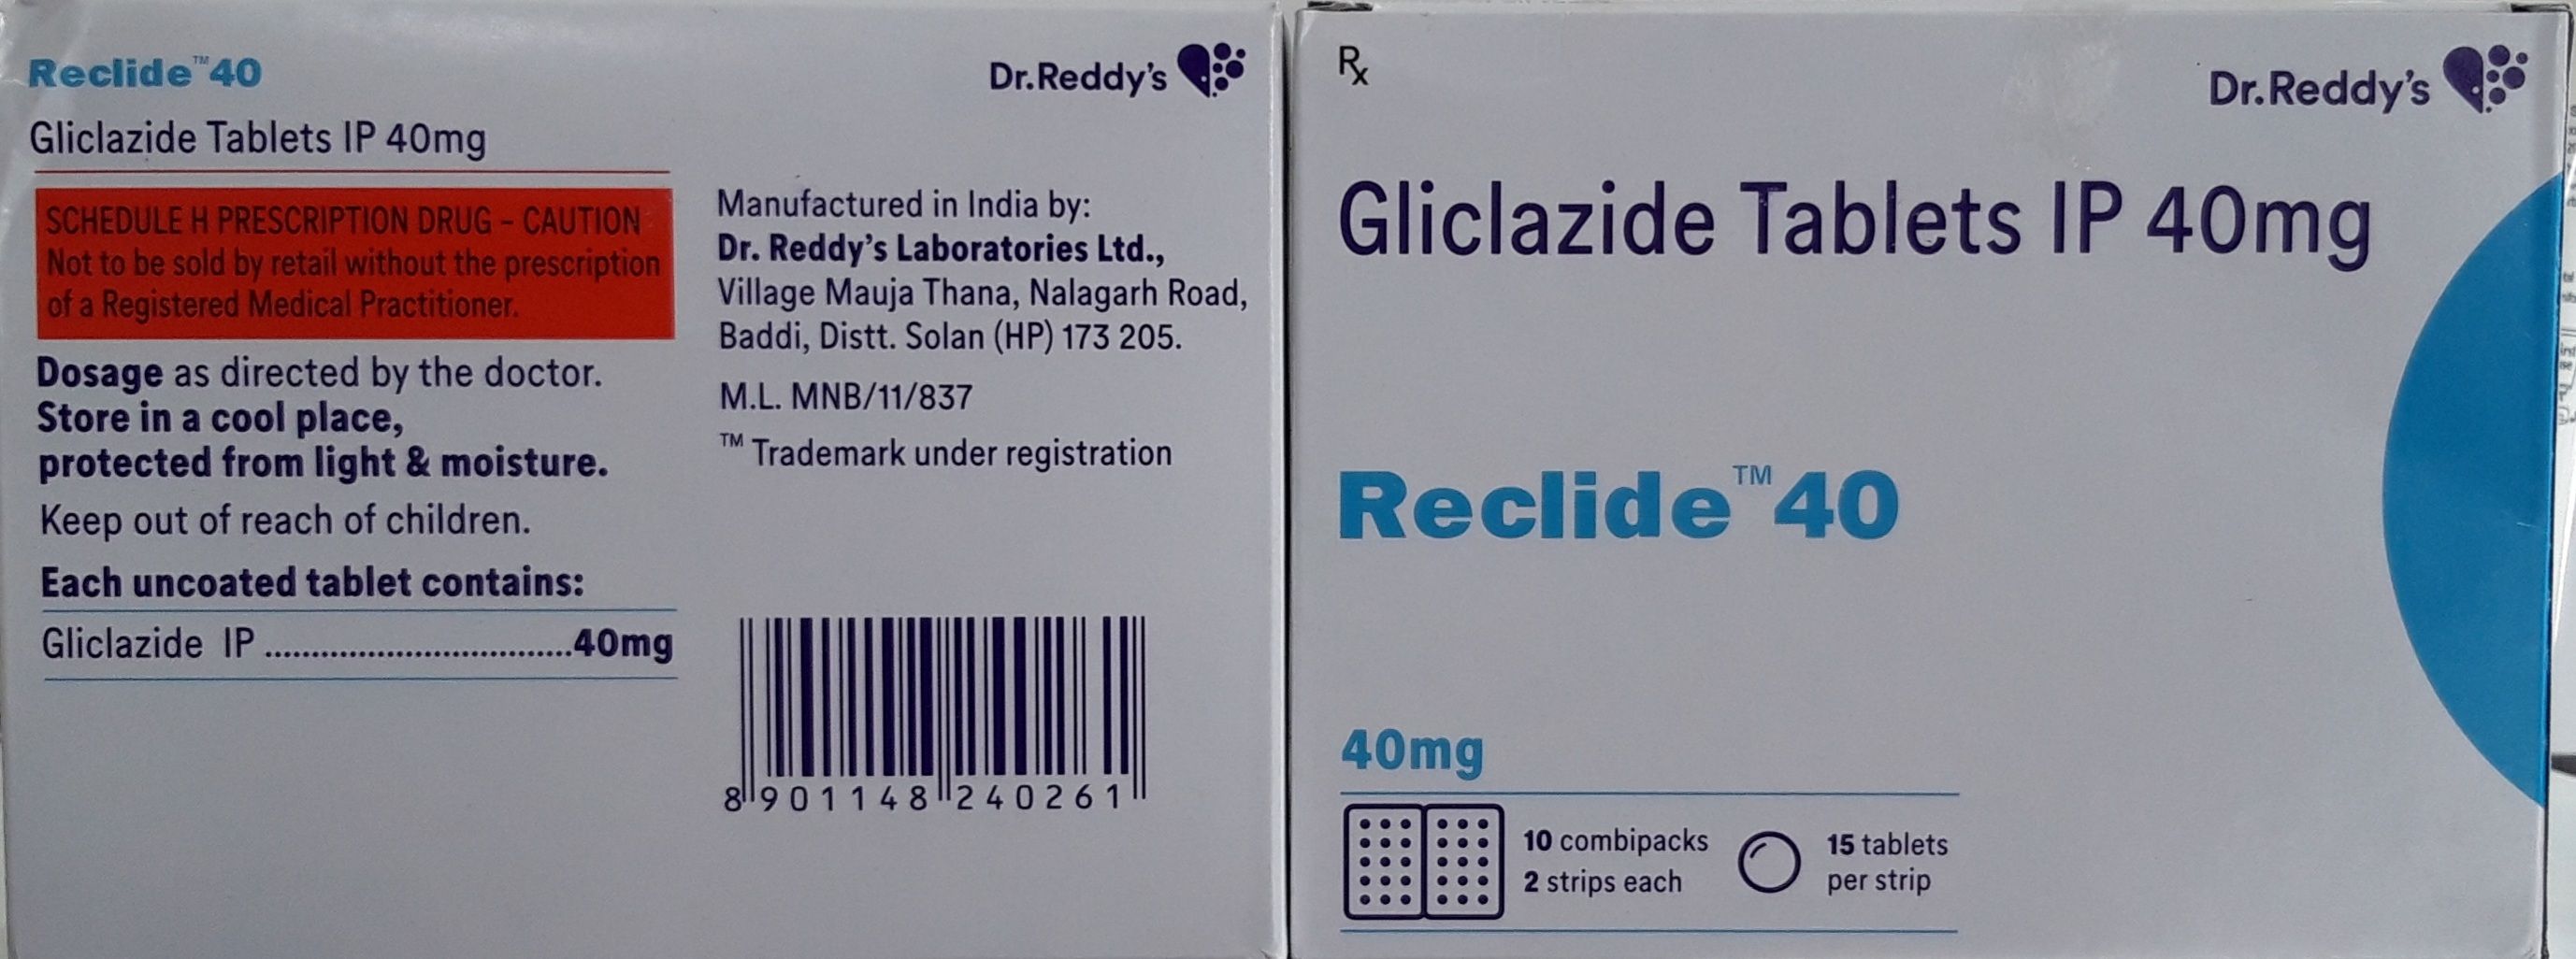 Reclide™40
Dr.Reddy's
Gliclazide Tablets IP 40mg
SCHEDULE H PRESCRIPTION DRUG - CAUTION
Not to be sold by retail without the prescription
of a Registered Medical Practitioner.
Dosage as directed by the doctor.
Store in a cool place,
protected from light & moisture.
Keep out of reach of children.
Each uncoated tablet contains:
Gliclazide IP .................................40mg
Manufactured in India by:
Dr. Reddy's Laboratories Ltd.,
Village Mauja Thana, Nalagarh Road,
Baddi, Distt. Solan (HP) 173 205.
M.L. MNB/11/837
™ Trademark under registration
8 901148 240261
Rx
Dr.Reddy's
Gliclazide Tablets IP 40mg
Reclide™40
40mg
10 combipacks
2 strips each
15 tablets
per strip